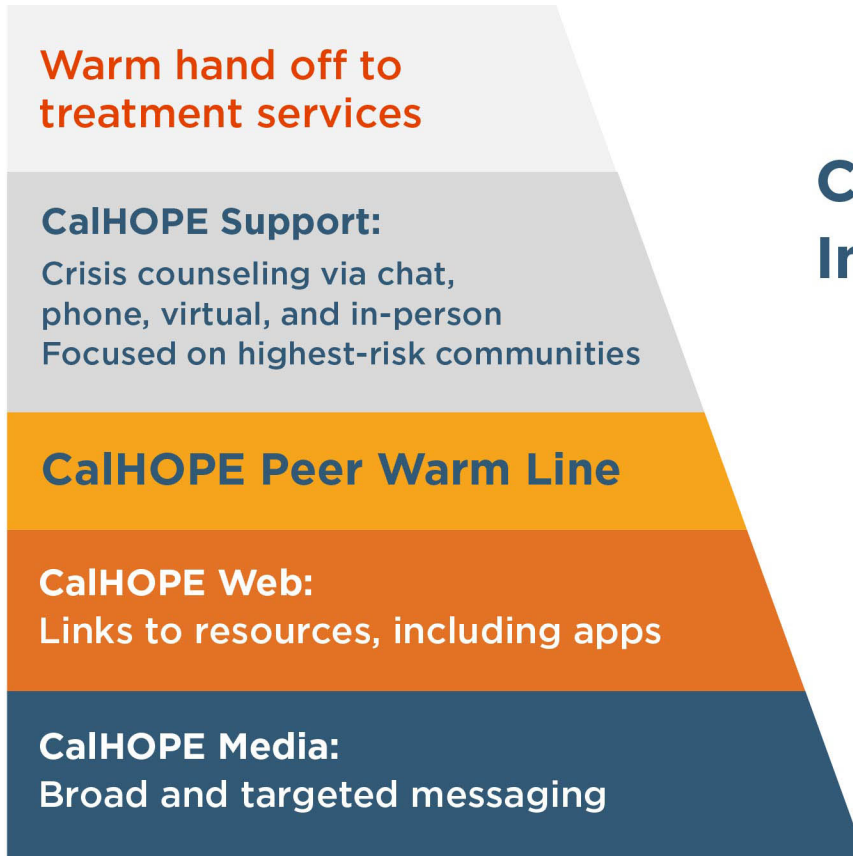 Warm hand off to
treatment services
CalHOPE Support:
Crisis counseling via chat,
phone, virtual, and in-person
Focused on highest-risk communities
CalHOPE Peer Warm Line
CalHOPE Web:
Links to resources, including apps
CalHOPE Media:
Broad and targeted messaging